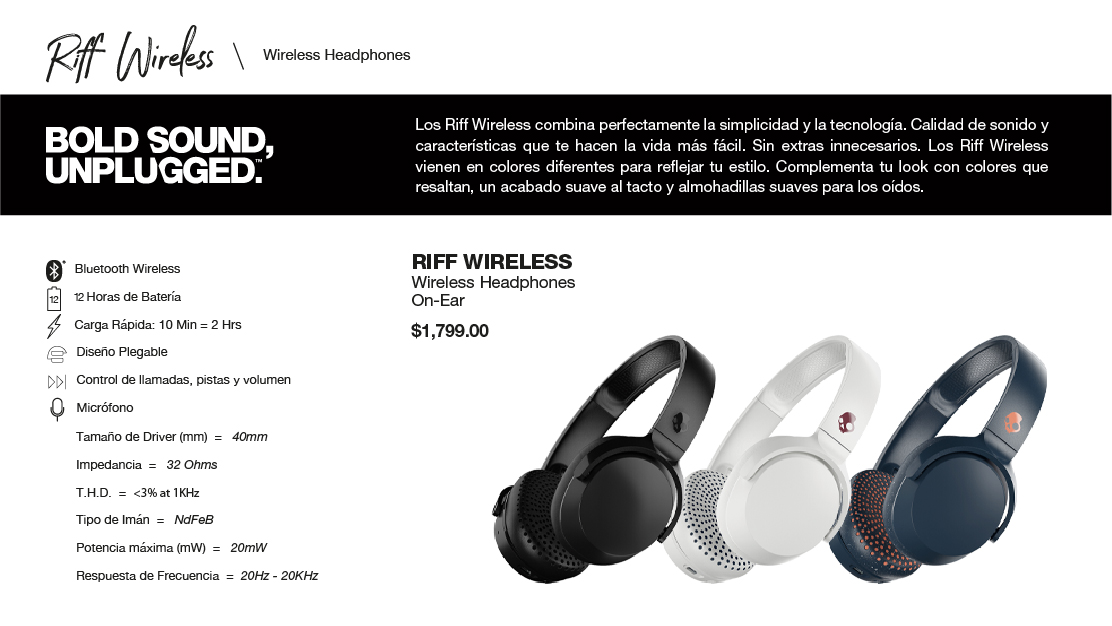 Riff Wireless \ Wireless Headphones
BOLD SOUND,
UNPLUGGED.™
Los Riff Wireless combina perfectamente la simplicidad y la tecnología. Calidad de sonido y
características que te hacen la vida más fácil. Sin extras innecesarios. Los Riff Wireless
vienen en colores diferentes para reflejar tu estilo. Complementa tu look con colores que
resaltan, un acabado suave al tacto y almohadillas suaves para los oídos.
Bluetooth Wireless
12
12 Horas de Batería
Carga Rápida: 10 Min = 2 Hrs
Diseño Plegable
Control de llamadas, pistas y volumen
Micrófono
Tamaño de Driver (mm) = 40mm
Impedancia = 32 Ohms
T.H.D. = <3% at 1KHz
Tipo de Imán = NdFeB
Potencia máxima (mW) = 20mW
Respuesta de Frecuencia = 20Hz - 20KHz
RIFF WIRELESS
Wireless Headphones
On-Ear
$1,799.00